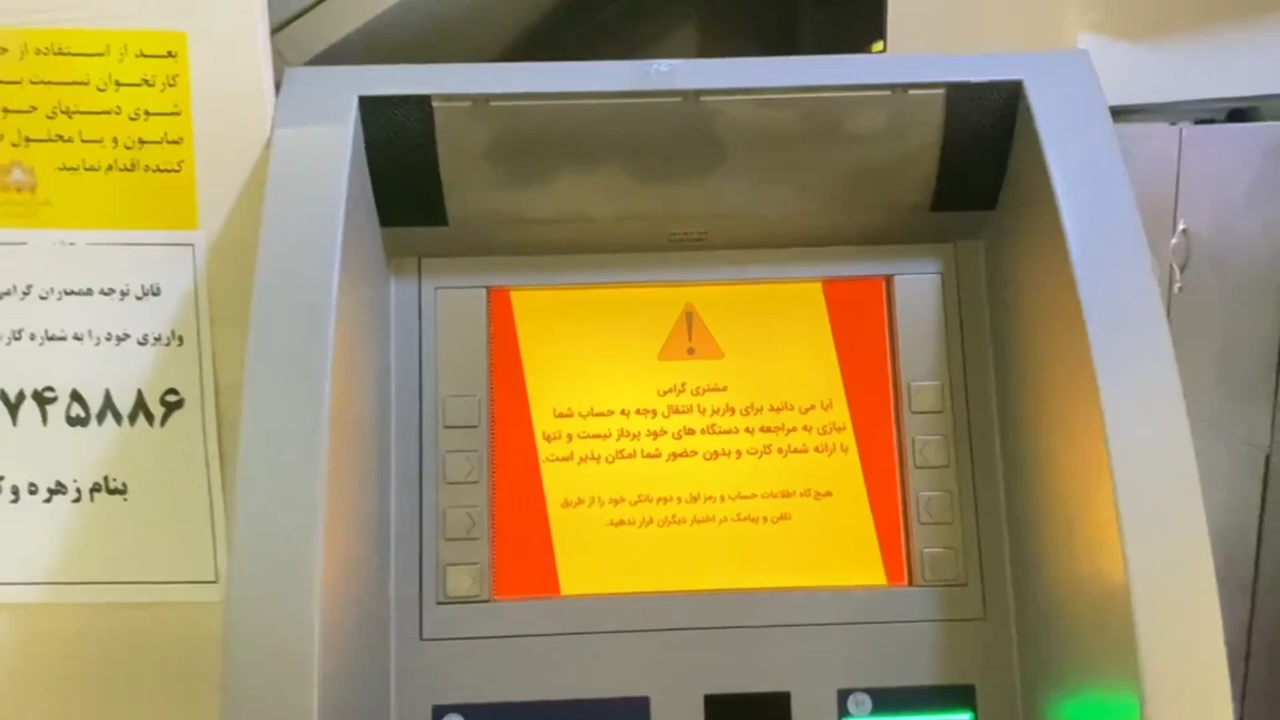 بعد از استفاده از
کارتخوان نسبت
شوی دستهای
صابون و یا محلول
کننده اقدام نمایید.
قابل توجه همکاران گرامی
واریزی خود را به شماره
۷۴۵۸۸۶
بنام زهره
مشتری گرامی
آیا می دانید برای واریز یا انتقال وجه به حساب شما
نیازی به مراجعه به دستگاه های خود پرداز نیست و تنها
با ارائه شماره کارت و بدون حضور شما امکان پذیر است.
هیچ گاه اطلاعات حساب و رمز اول و دوم بانکی خود را از طریق
تلفن و پیامک در اختیار دیگران قرار ندهید.